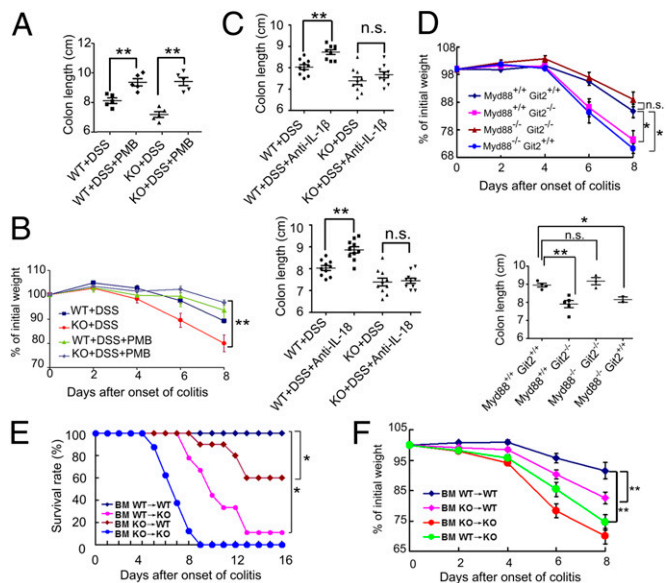 A
Colon length (cm)
10
8
6
**
**
WT+DSS
WT+DSS+PMB
KO+DSS
KO+DSS+PMB
B
% of initial weight
110
100
90
80
70
**
WT+DSS
KO+DSS
WT+DSS+PMB
KO+DSS+PMB
0 2 4 6 8
Days after onset of colitis
C
Colon length (cm)
10
9
8
7
6
5
**
n.s.
WT+DSS
WT+DSS+Anti-IL-1β
KO+DSS
KO+DSS+Anti-IL-1β
Colon length (cm)
10
9
8
7
6
5
**
n.s.
WT+DSS
WT+DSS+Anti-IL-18
KO+DSS
KO+DSS+Anti-IL-18
D
% of initial weight
108
98
88
78
68
Myd88+/+ Git2+/+
Myd88+/+ Git2-/-
Myd88-/- Git2-/-
Myd88-/- Git2+/+
n.s.
*
*
0 2 4 6 8
Days after onset of colitis
Colon length (cm)
10
9
8
7
6
*
n.s.
**
Myd88+/+ Git2+/+
Myd88+/+ Git2-/-
Myd88-/- Git2-/-
Myd88-/- Git2+/+
E
Survival rate (%)
100
80
60
40
20
0
BM WT→WT
BM WT→KO
BM KO→WT
BM KO→KO
*
*
0 4 8 12 16
Days after onset of colitis
F
% of initial weight
105
95
85
75
65
BM WT→WT
BM KO→WT
BM KO→KO
BM WT→KO
**
**
0 2 4 6 8
Days after onset of colitis